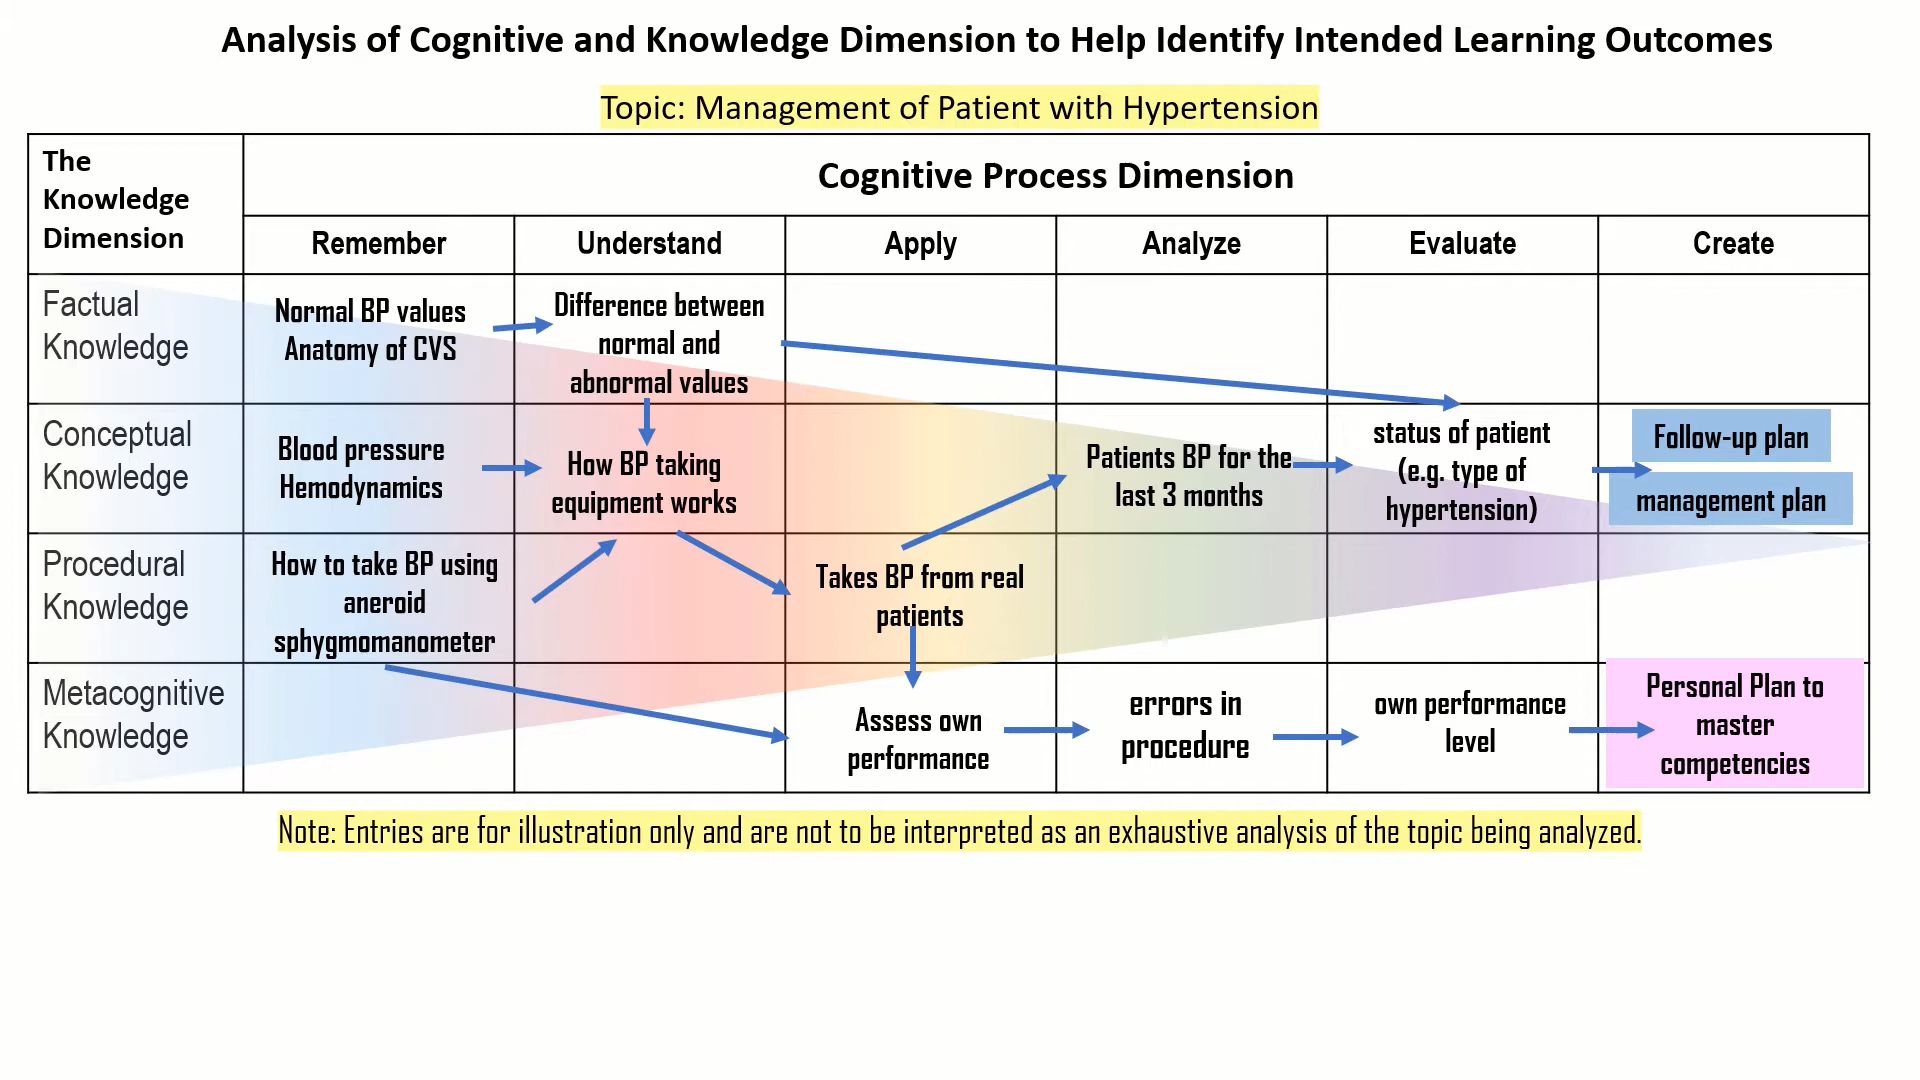 Analysis of Cognitive and Knowledge Dimension to Help Identify Intended Learning Outcomes
Topic: Management of Patient with Hypertension
The
Knowledge
Dimension
Cognitive Process Dimension
Remember
Understand
Apply
Analyze
Evaluate
Create
Factual
Knowledge
Normal BP values
Anatomy of CVS
Difference between
normal and
abnormal values
Conceptual
Knowledge
Blood pressure
Hemodynamics
How BP taking
equipment works
Patients BP for the
last 3 months
status of patient
(e.g. type of
hypertension)
Follow-up plan
management plan
Procedural
Knowledge
How to take BP using
aneroid
sphygmomanometer
Takes BP from real
patients
Metacognitive
Knowledge
Assess own
performance
errors in
procedure
own performance
level
Personal Plan to
master
competencies
Note: Entries are for illustration only and are not to be interpreted as an exhaustive analysis of the topic being analyzed.